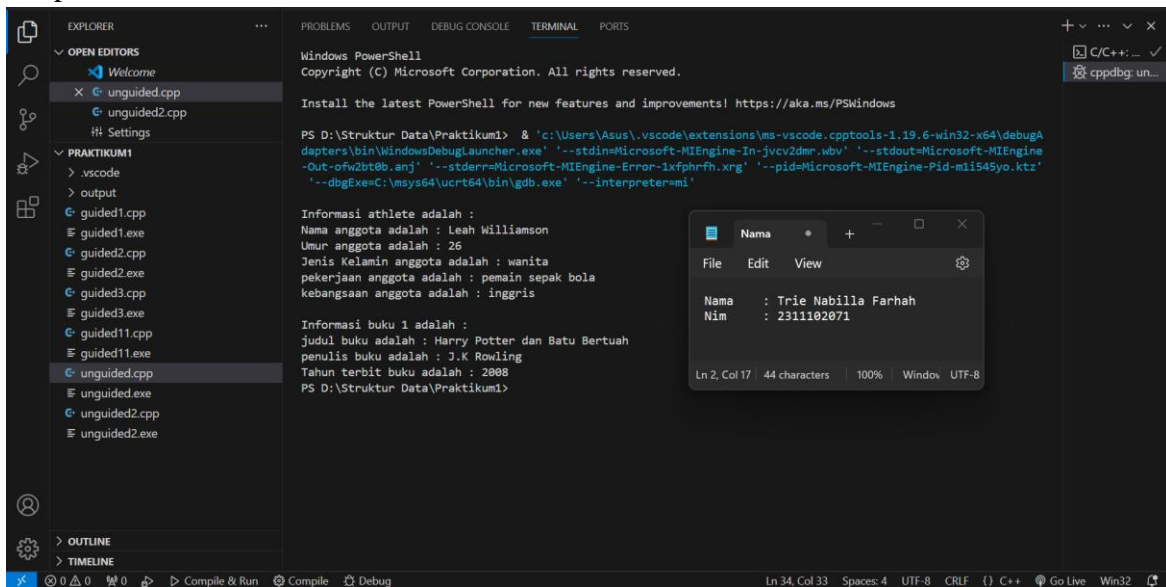 EXPLORER
OPEN EDITORS
Welcome
unguided.cpp
unguided2.cpp
Settings
PRAKTIKUM1
.vscode
output
guided1.cpp
guided1.exe
guided2.cpp
guided2.exe
guided3.cpp
guided3.exe
guided11.cpp
guided11.exe
unguided.cpp
unguided.exe
unguided2.cpp
unguided2.exe
OUTLINE
TIMELINE
PROBLEMS OUTPUT DEBUG CONSOLE TERMINAL PORTS
Windows PowerShell
Copyright (C) Microsoft Corporation. All rights reserved.
Install the latest PowerShell for new features and improvements! https://aka.ms/PSWindows
PS D:\Struktur Data\Praktikum1> & 'c:\Users\Asus\.vscode\extensions\ms-vscode.cpptools-1.19.6-win32-x64\debugA
dapters\bin\WindowsDebugLauncher.exe' '--stdin=Microsoft-MIEngine-In-jvcv2dmr.wbv' '--stdout=Microsoft-MIEngine
-Out-ofw2bt0b.anj' '--stderr=Microsoft-MIEngine-Error-1xfphrfh.xrg' '--pid=Microsoft-MIEngine-Pid-m1i545yo.ktz'
'--dbgExe=C:\msys64\ucrt64\bin\gdb.exe' '--interpreter=mi'
Informasi athlete adalah :
Nama anggota adalah : Leah Williamson
Umur anggota adalah : 26
Jenis Kelamin anggota adalah : wanita
pekerjaan anggota adalah : pemain sepak bola
kebangsaan anggota adalah : inggris
Informasi buku 1 adalah :
judul buku adalah : Harry Potter dan Batu Bertuah
penulis buku adalah : J.K Rowling
Tahun terbit buku adalah : 2008
PS D:\Struktur Data\Praktikum1>
C/C++: ...
cppdbg: un...
Nama
File Edit View
Nama : Trie Nabilla Farhah
Nim : 2311102071
Ln 2, Col 17 44 characters 100% Window UTF-8
0 0 0 Compile & Run Compile Debug Ln 34, Col 33 Spaces: 4 UTF-8 CRLF {} C++ Go Live Win32